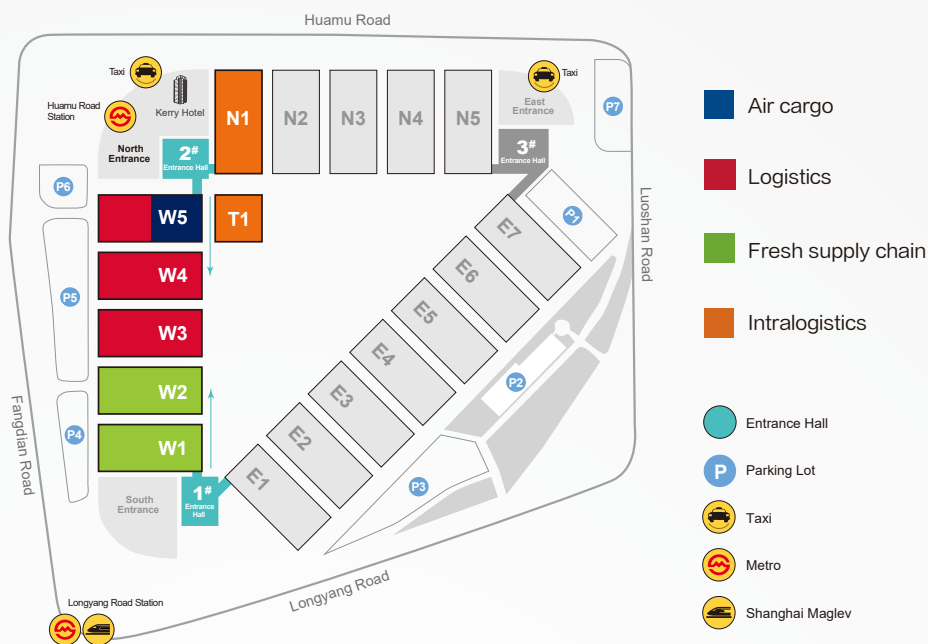 Huamu Road
Taxi
Taxi
Huamu Road
Station
Kerry Hotel
North
Entrance
East
Entrance
N1
N2
N3
N4
N5
P7
2#
Entrance Hall
3#
Entrance Hall
P6
W5
T1
P1
E7
W4
E6
P5
E5
W3
E4
P2
W2
E3
P4
E2
W1
E1
P3
South
Entrance
1#
Entrance
Hall
Fangdian Road
Luoshan Road
Longyang Road
Longyang Road Station
Air cargo
Logistics
Fresh supply chain
Intralogistics
Entrance Hall
P
Parking Lot
Taxi
Metro
Shanghai Maglev